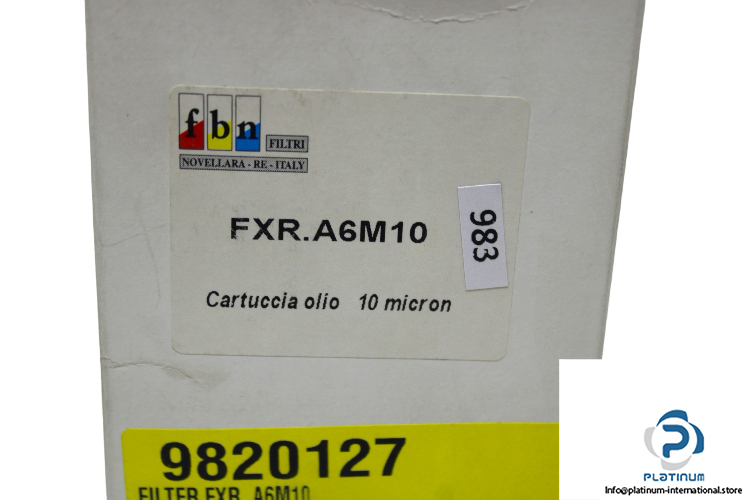 fbn FILTRI
NOVELLARA - RE - ITALY
FXR.A6M10
983
Cartuccia olio 10 micron
9820127
FILTER FXR. A6M10
PLATINUM
Info@platinum-international.store